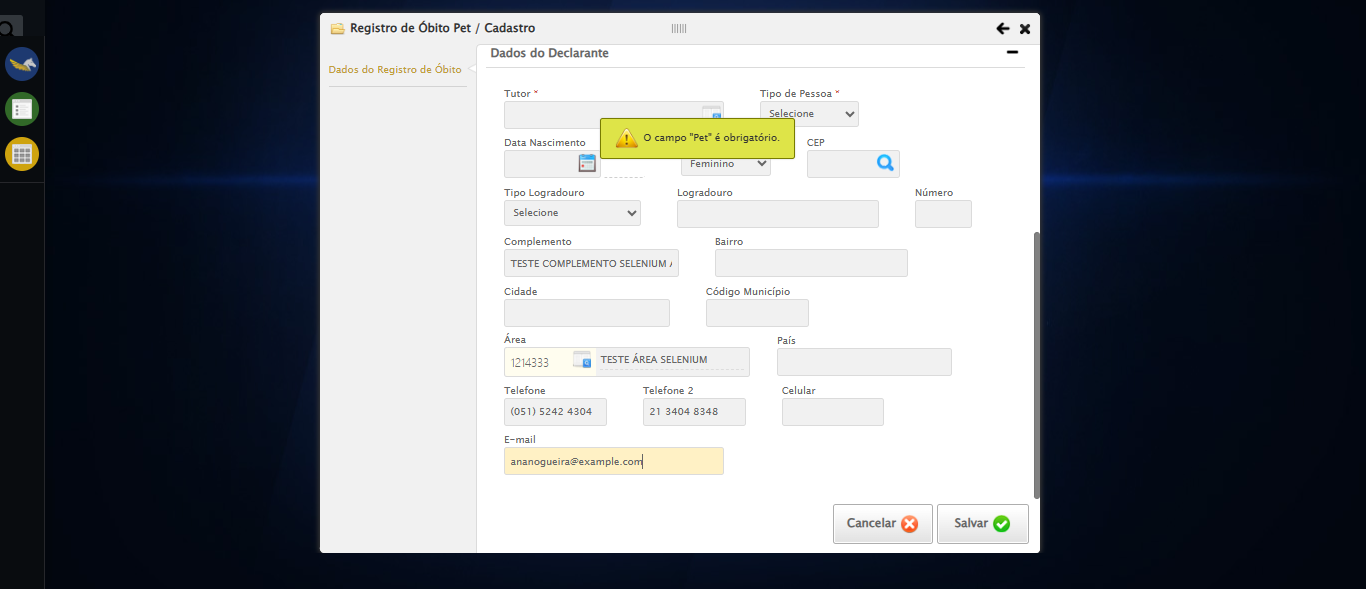 Registro de Óbito Pet / Cadastro
Dados do Registro de Óbito
Dados do Declarante
Tutor *
Tipo de Pessoa *
Selecione
O campo "Pet" é obrigatório.
Data Nascimento
CEP
Feminino
Tipo Logradouro
Logradouro
Número
Selecione
Complemento
Bairro
TESTE COMPLEMENTO SELENIUM
Cidade
Código Município
Área
País
1214333
TESTE ÁREA SELENIUM
Telefone
Telefone 2
Celular
(051) 5242 4304
21 3404 8348
E-mail
ananogueira@example.com
Cancelar
Salvar